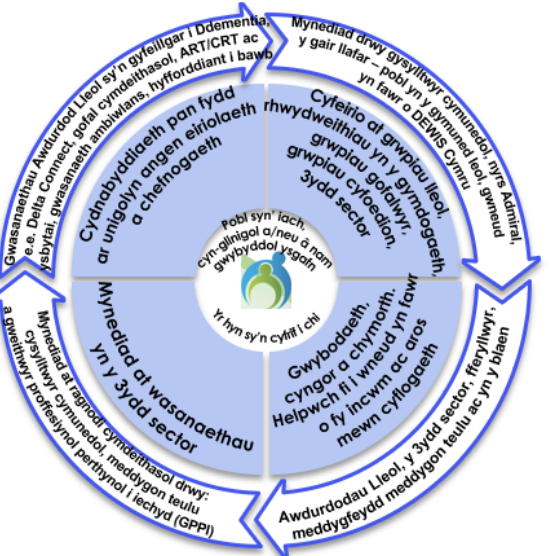 Gwasanaethau Awdurdod Lleol sy'n gyfeillgar i Ddementia,
e.e. Delta Connect, gofal cymdeithasol, ART/CRT ac
ysbytai, gwasanaeth ambiwlans, hyfforddiant i bawb
Mynediad drwy gysylltwyr cymunedol, nyrs Admiral,
y gair llafar – pobl yn y gymuned leol, gwneud
yn fawr o DEWIS Cymru
Cydnabyddiaeth pan fydd
ar unigolyn angen eiriolaeth
a chefnogaeth
Cyfeirio at grwpiau lleol,
rhwydweithiau yn y gymdogaeth,
grwpiau gofalwyr,
grwpiau cyfoedion,
3ydd sector
Pobl syn' iach,
cyn-glinigol a/neu â nam
gwybyddol ysgafn
Yr hyn sy'n cyfrif i chi
Mynediad at wasanaethau
yn y 3ydd sector
Gwybodaeth,
cyngor a chymorth.
Helpwch fi i wneud yn fawr
o fy incwm ac aros
mewn cyflogaeth
Mynediad at ragnodi cymdeithasol drwy:
cysylltwyr cymunedol, meddygon teulu
a gweithwyr proffesiynol perthynol i iechyd (GPPI)
Awdurdodau Lleol, y 3ydd sector, fferyllwyr,
meddygfeydd meddygon teulu ac yn y blaen